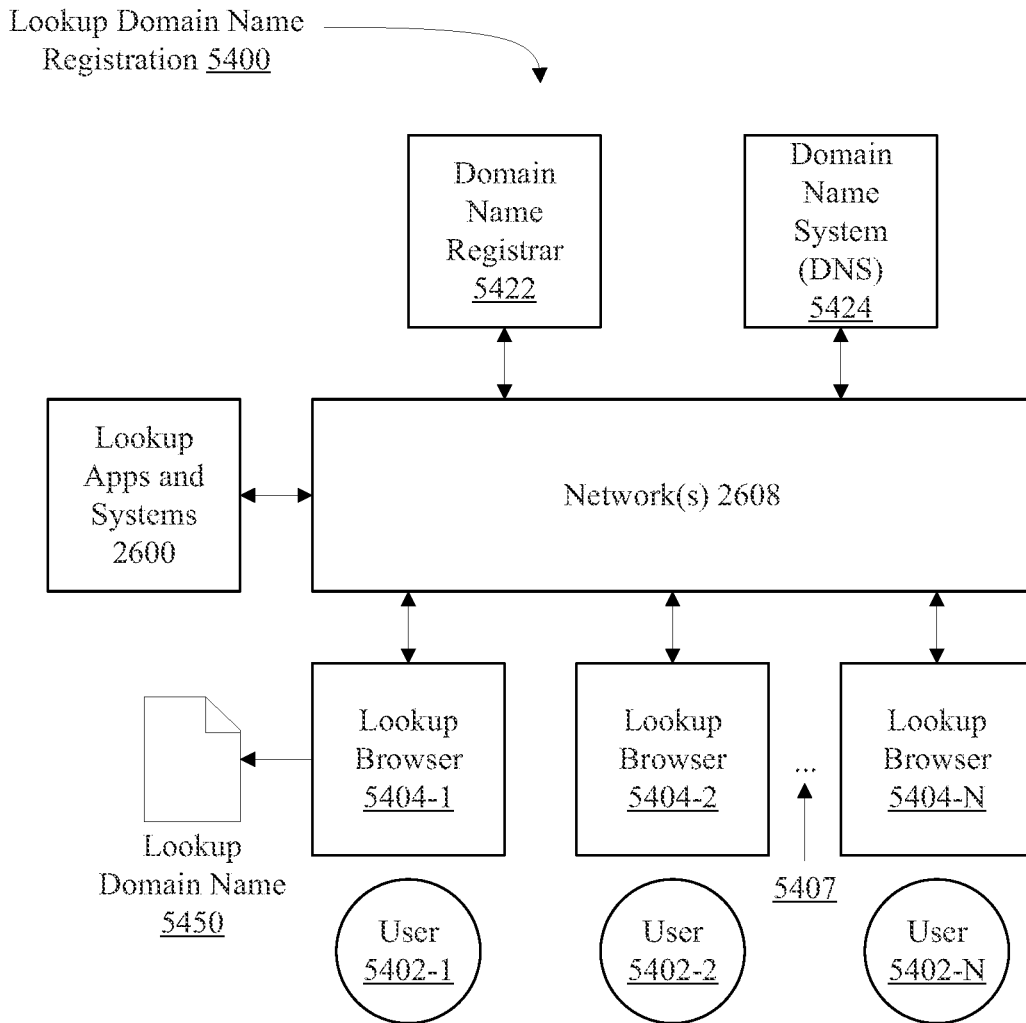 Lookup Domain Name
Registration 5400
Domain
Name
Registrar
5422
Domain
Name
System
(DNS)
5424
Lookup
Apps and
Systems
2600
Network(s) 2608
Lookup
Browser
5404-1
Lookup
Browser
5404-2
...
Lookup
Browser
5404-N
Lookup
Domain Name
5450
5407
User
5402-1
User
5402-2
User
5402-N